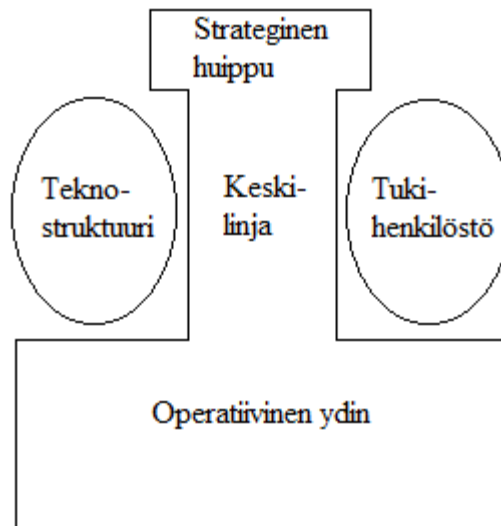 Strateginen
huippu
Tekno-
struktuuri
Keski-
linja
Tuki-
henkilöstö
Operatiivinen ydin